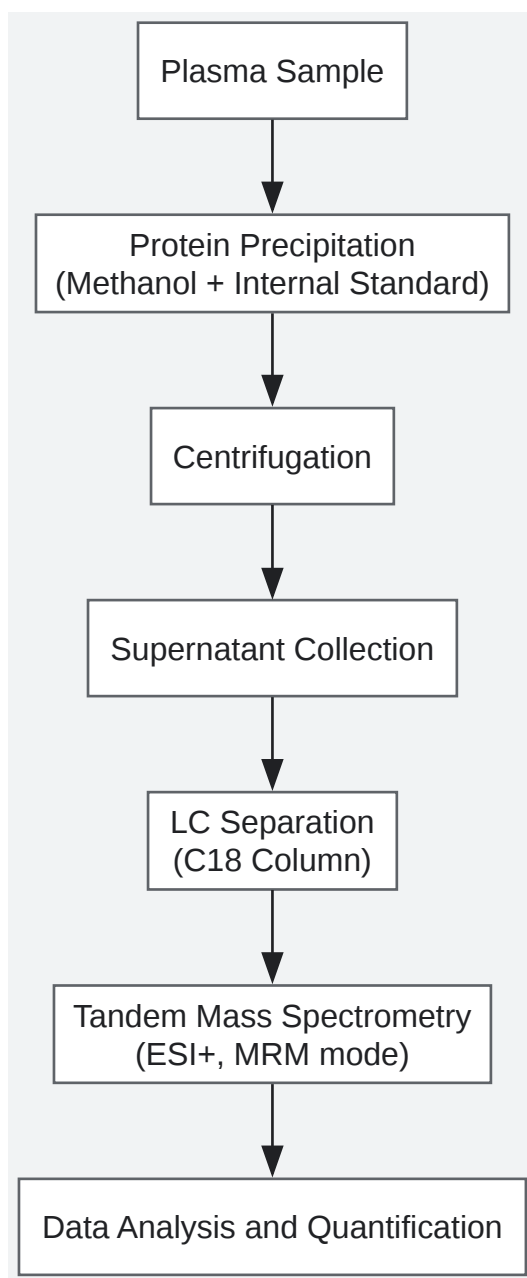 Plasma Sample
Protein Precipitation
(Methanol + Internal Standard)
Centrifugation
Supernatant Collection
LC Separation
(C18 Column)
Tandem Mass Spectrometry
(ESI+, MRM mode)
Data Analysis and Quantification